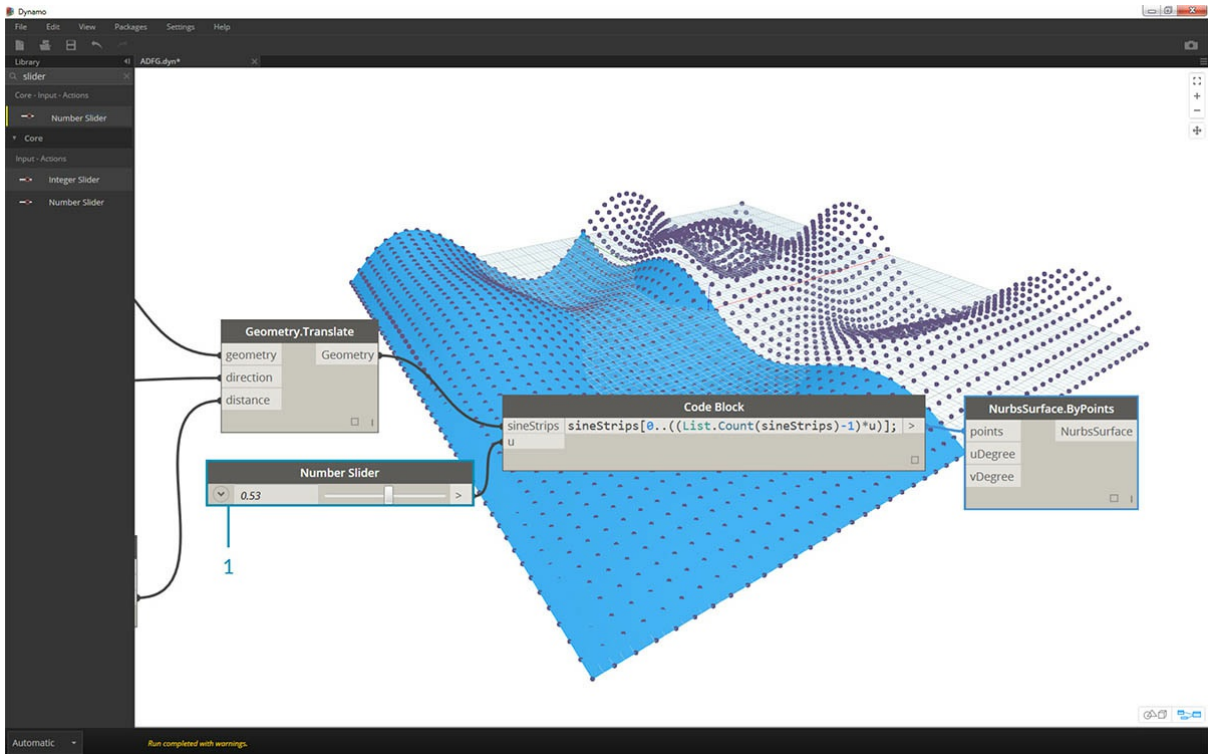 Dynamo
File Edit View Packages Settings Help
Library
ADFG.dyn*
slider
Core - Input - Actions
Number Slider
Core
Input - Actions
Integer Slider
Number Slider
Geometry.Translate
geometry Geometry
direction
distance
Code Block
sineStrips sineStrips[0..((List.Count(sineStrips)-1)*u)]; >
u
NurbsSurface.ByPoints
points NurbsSurface
uDegree
vDegree
Number Slider
0.53 >
1
Automatic
Run completed with warnings.